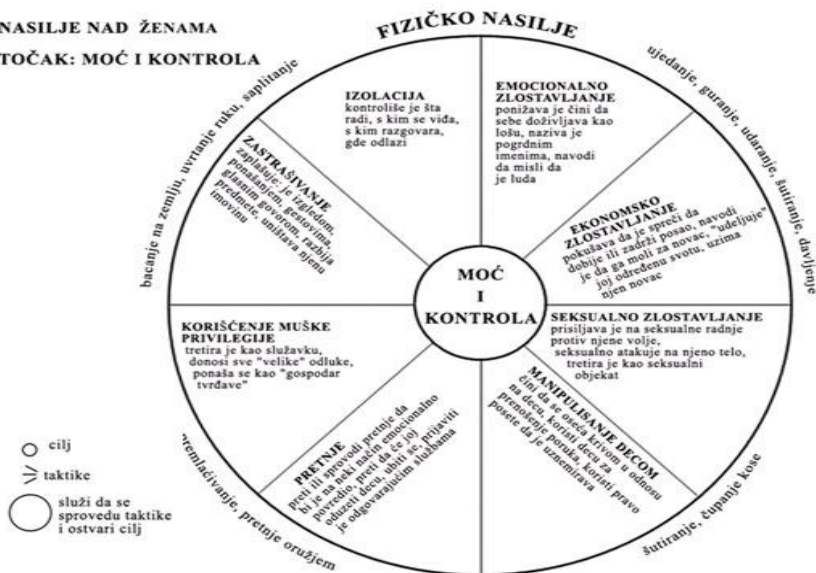 NASILJE NAD ŽENAMA
TOČAK: MOĆ I KONTROLA
FIZIČKO NASILJE
ujedanje, guranje, udaranje, šutiranje, davljenje
šutiranje, čupanje kose
premlaćivanje, pretnje oružjem
bacanje na zemlju, uvrtanje ruku, saplitanje
IZOLACIJA
kontroliše je šta
radi, s kim se viđa,
s kim razgovara,
gde odlazi
EMOCIONALNO
ZLOSTAVLJANJE
ponižava je čini da
sebe doživljava kao
lošu, naziva je
pogrdnim
imenima, navodi
da misli da
je luda
EKONOMSKO
ZLOSTAVLJANJE
pokušava da je spreči da
dobije ili zadrži posao, navodi
je da ga moli za novac, "udeljuje"
joj određenu svotu, uzima
njen novac
SEKSUALNO ZLOSTAVLJANJE
prisiljava je na seksualne radnje
protiv njene volje,
seksualno atakuje na njeno telo,
tretira je kao seksualni
objekat
MANIPULISANJE DECOM
čini da se oseća krivom u odnosu
na decu, koristi decu za
prenošenje poruka, koristi pravo
posete da je uznemirava
PRETNJE
preti ili sprovodi pretnje da
bi je na neki način emocionalno
povredio, preti da će joj
oduzeti decu, ubiti se, prijaviti
je odgovarajućim službama
KORIŠĆENJE MUŠKE
PRIVILEGIJE
tretira je kao služavku,
donosi sve "velike" odluke,
ponaša se kao "gospodar
tvrđave"
ZASTRAŠIVANJE
zaplašuje: je izgledom,
ponašanjem, gestovima,
glasnim govorom, razbija
predmete, uništava njenu
imovinu
MOĆ
I
KONTROLA
cilj
taktike
služi da se
sprovedu taktike
i ostvari cilj